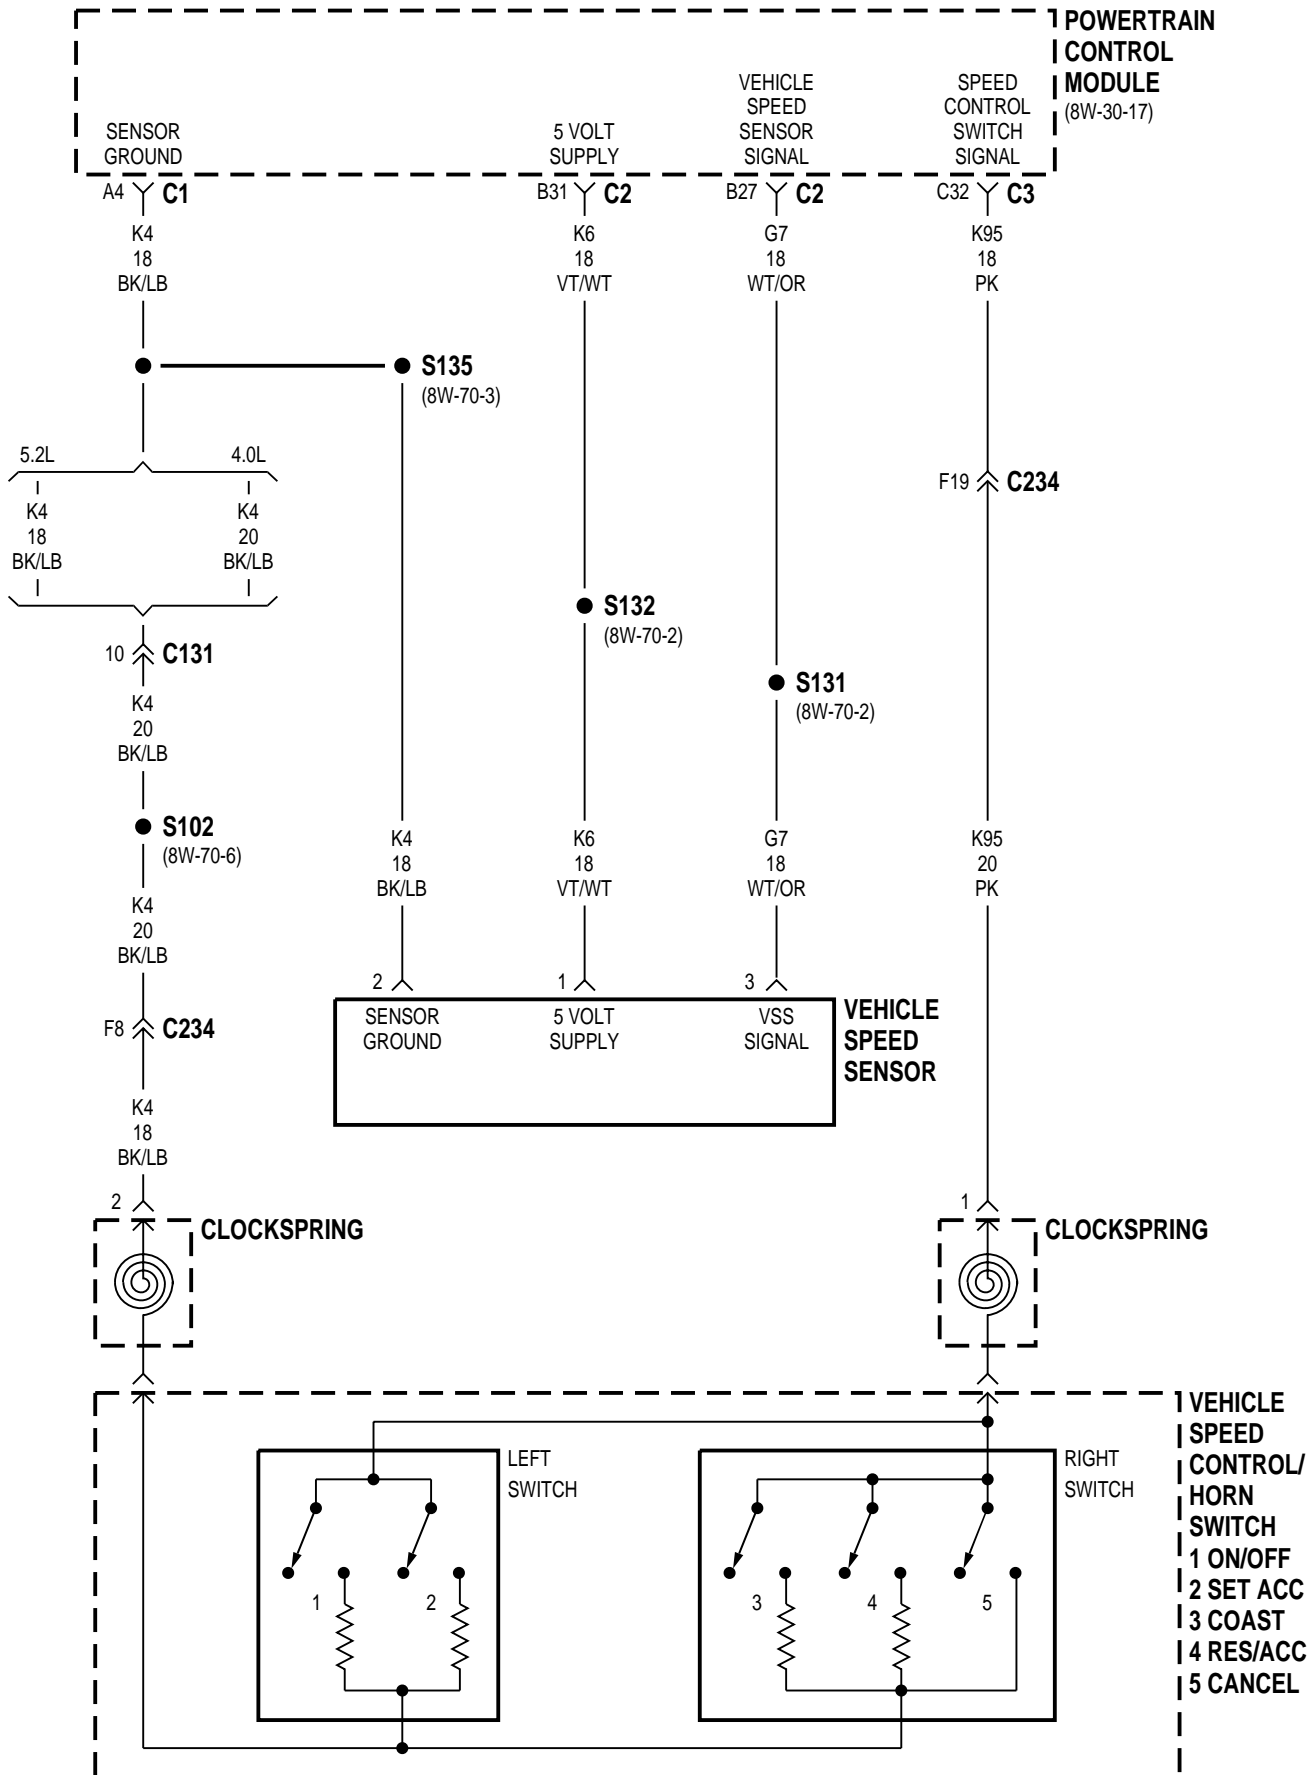 POWERTRAIN
CONTROL
MODULE
(8W-30-17)
SENSOR
GROUND
5 VOLT
SUPPLY
VEHICLE
SPEED
SENSOR
SIGNAL
SPEED
CONTROL
SWITCH
SIGNAL
A4 C1
B31 C2
B27 C2
C32 C3
K4
18
BK/LB
K6
18
VT/WT
G7
18
WT/OR
K95
18
PK
S135
(8W-70-3)
5.2L
4.0L
K4
18
BK/LB
K4
20
BK/LB
F19 C234
S132
(8W-70-2)
10 C131
S131
(8W-70-2)
K4
20
BK/LB
S102
(8W-70-6)
K4
18
BK/LB
K6
18
VT/WT
G7
18
WT/OR
K95
20
PK
K4
20
BK/LB
2
1
3
SENSOR
GROUND
5 VOLT
SUPPLY
VSS
SIGNAL
VEHICLE
SPEED
SENSOR
F8 C234
K4
18
BK/LB
2
CLOCKSPRING
1
CLOCKSPRING
LEFT
SWITCH
RIGHT
SWITCH
1
2
3
4
5
VEHICLE
SPEED
CONTROL/
HORN
SWITCH
1 ON/OFF
2 SET ACC
3 COAST
4 RES/ACC
5 CANCEL